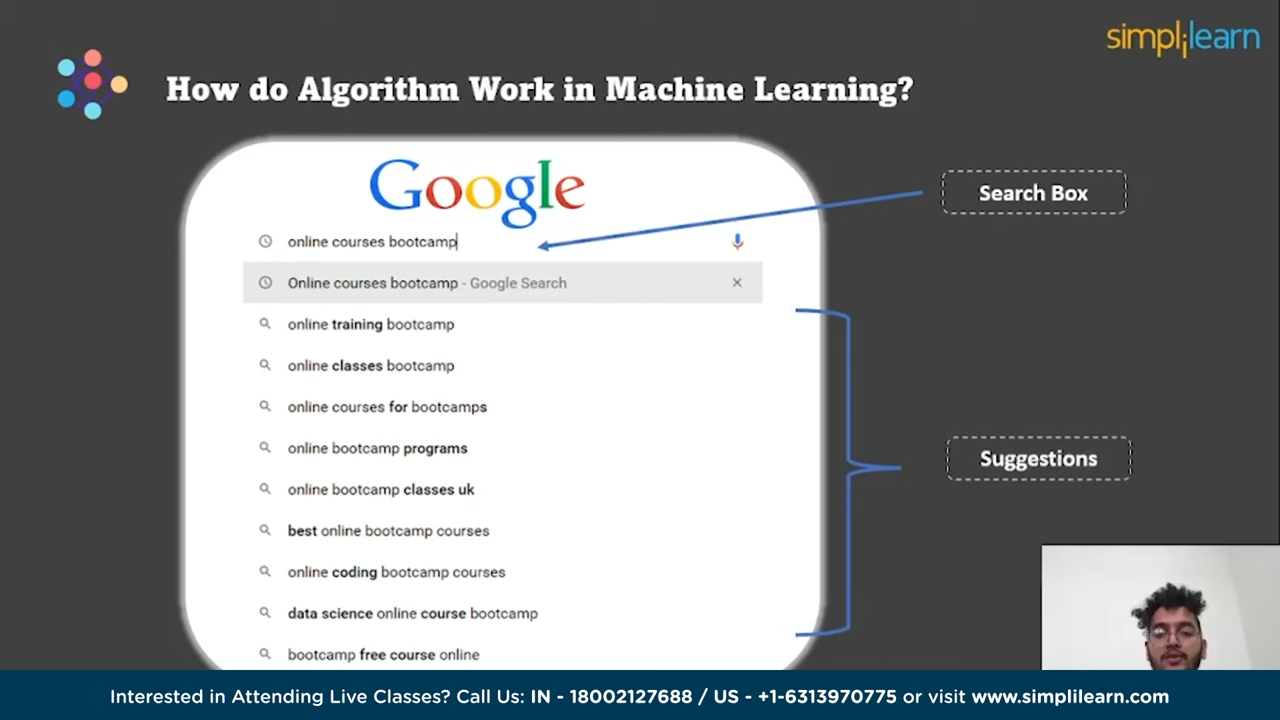 simplilearn
How do Algorithm Work in Machine Learning?
Google
Search Box
online courses bootcamp
Online courses bootcamp - Google Search
online training bootcamp
online classes bootcamp
online courses for bootcamps
online bootcamp programs
Suggestions
online bootcamp classes uk
best online bootcamp courses
online coding bootcamp courses
data science online course bootcamp
bootcamp free course online
Interested in Attending Live Classes? Call Us: IN - 18002127688 / US - +1-6313970775 or visit www.simplilearn.com